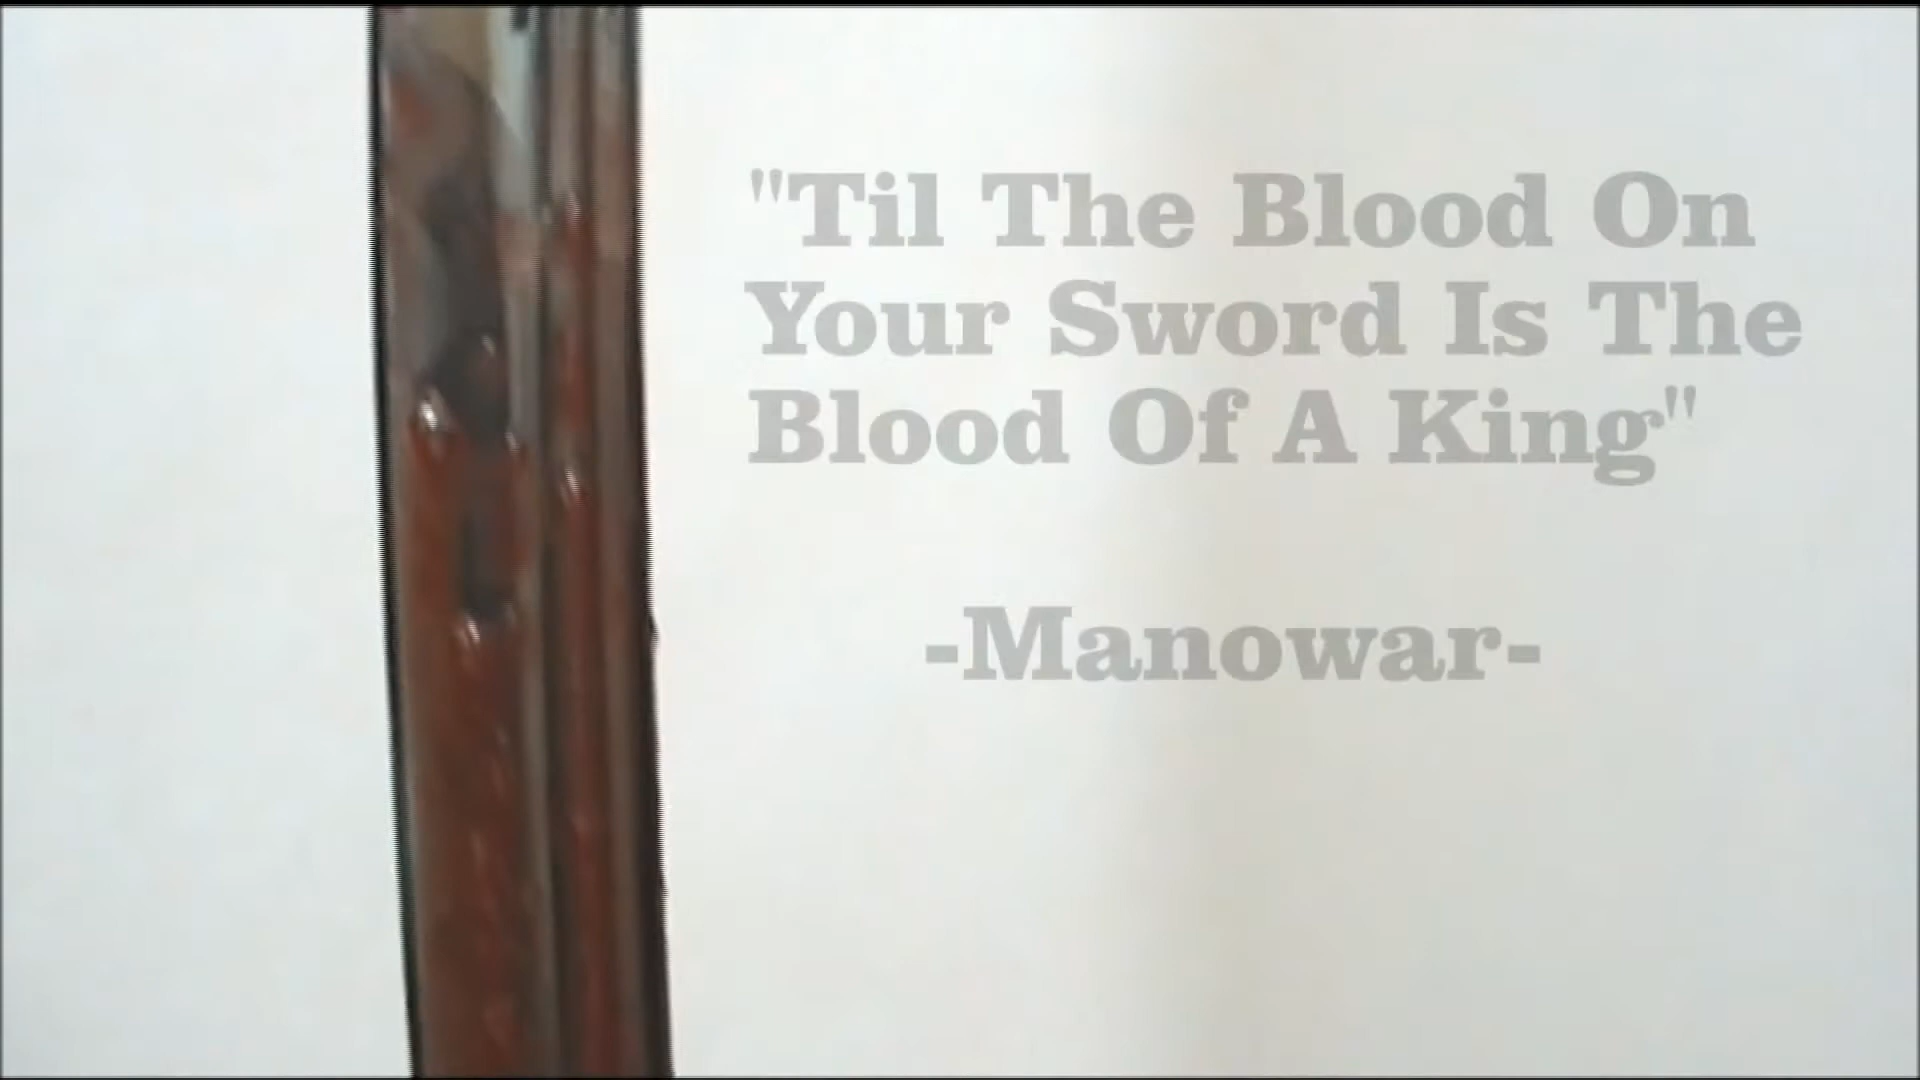 "Til The Blood On
Your Sword Is The
Blood Of A King"
-Manowar-